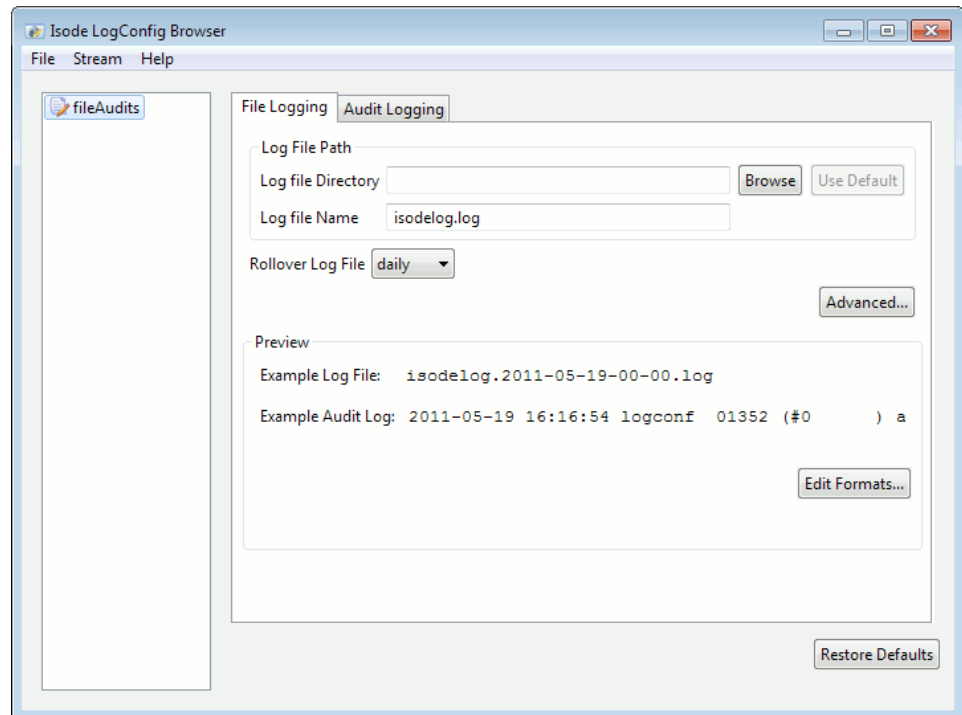 Isode LogConfig Browser
File Stream Help
fileAudits
File Logging Audit Logging
Log File Path
Log file Directory Browse Use Default
Log file Name isodelog.log
Rollover Log File daily
Advanced...
Preview
Example Log File: isodelog.2011-05-19-00-00.log
Example Audit Log: 2011-05-19 16:16:54 logconf 01352 (#0 ) a
Edit Formats...
Restore Defaults